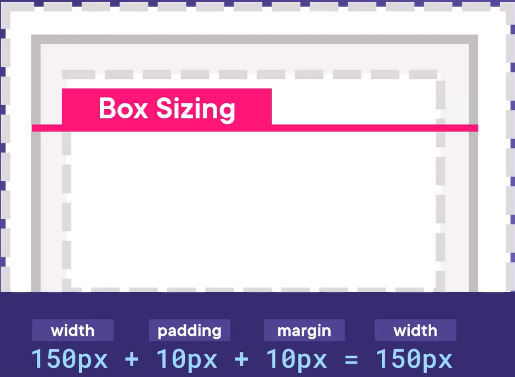 Box Sizing
width padding margin width
150px + 10px + 10px = 150px